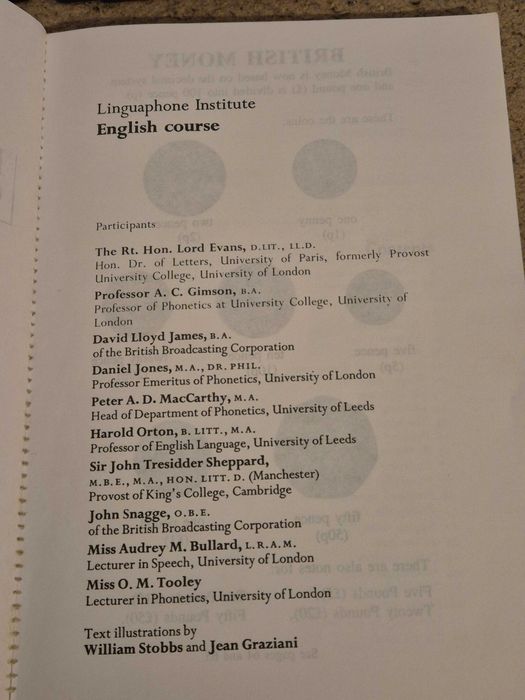 Linguaphone Institute
English course
Participants
The Rt. Hon. Lord Evans, D.LIT., LL.D.
Hon. Dr. of Letters, University of Paris, formerly Provost
University College, University of London
Professor A. C. Gimson, B.A.
Professor of Phonetics at University College, University of
London
David Lloyd James, B.A.
of the British Broadcasting Corporation
Daniel Jones, M.A., DR. PHIL.
Professor Emeritus of Phonetics, University of London
Peter A. D. MacCarthy, M.A.
Head of Department of Phonetics, University of Leeds
Harold Orton, B. LITT., M.A.
Professor of English Language, University of Leeds
Sir John Tresidder Sheppard,
M.B.E., M.A., HON. LITT. D. (Manchester)
Provost of King's College, Cambridge
John Snagge, O.B.E.
of the British Broadcasting Corporation
Miss Audrey M. Bullard, L.R.A.M.
Lecturer in Speech, University of London
Miss O. M. Tooley
Lecturer in Phonetics, University of London
Text illustrations by
William Stobbs and Jean Graziani